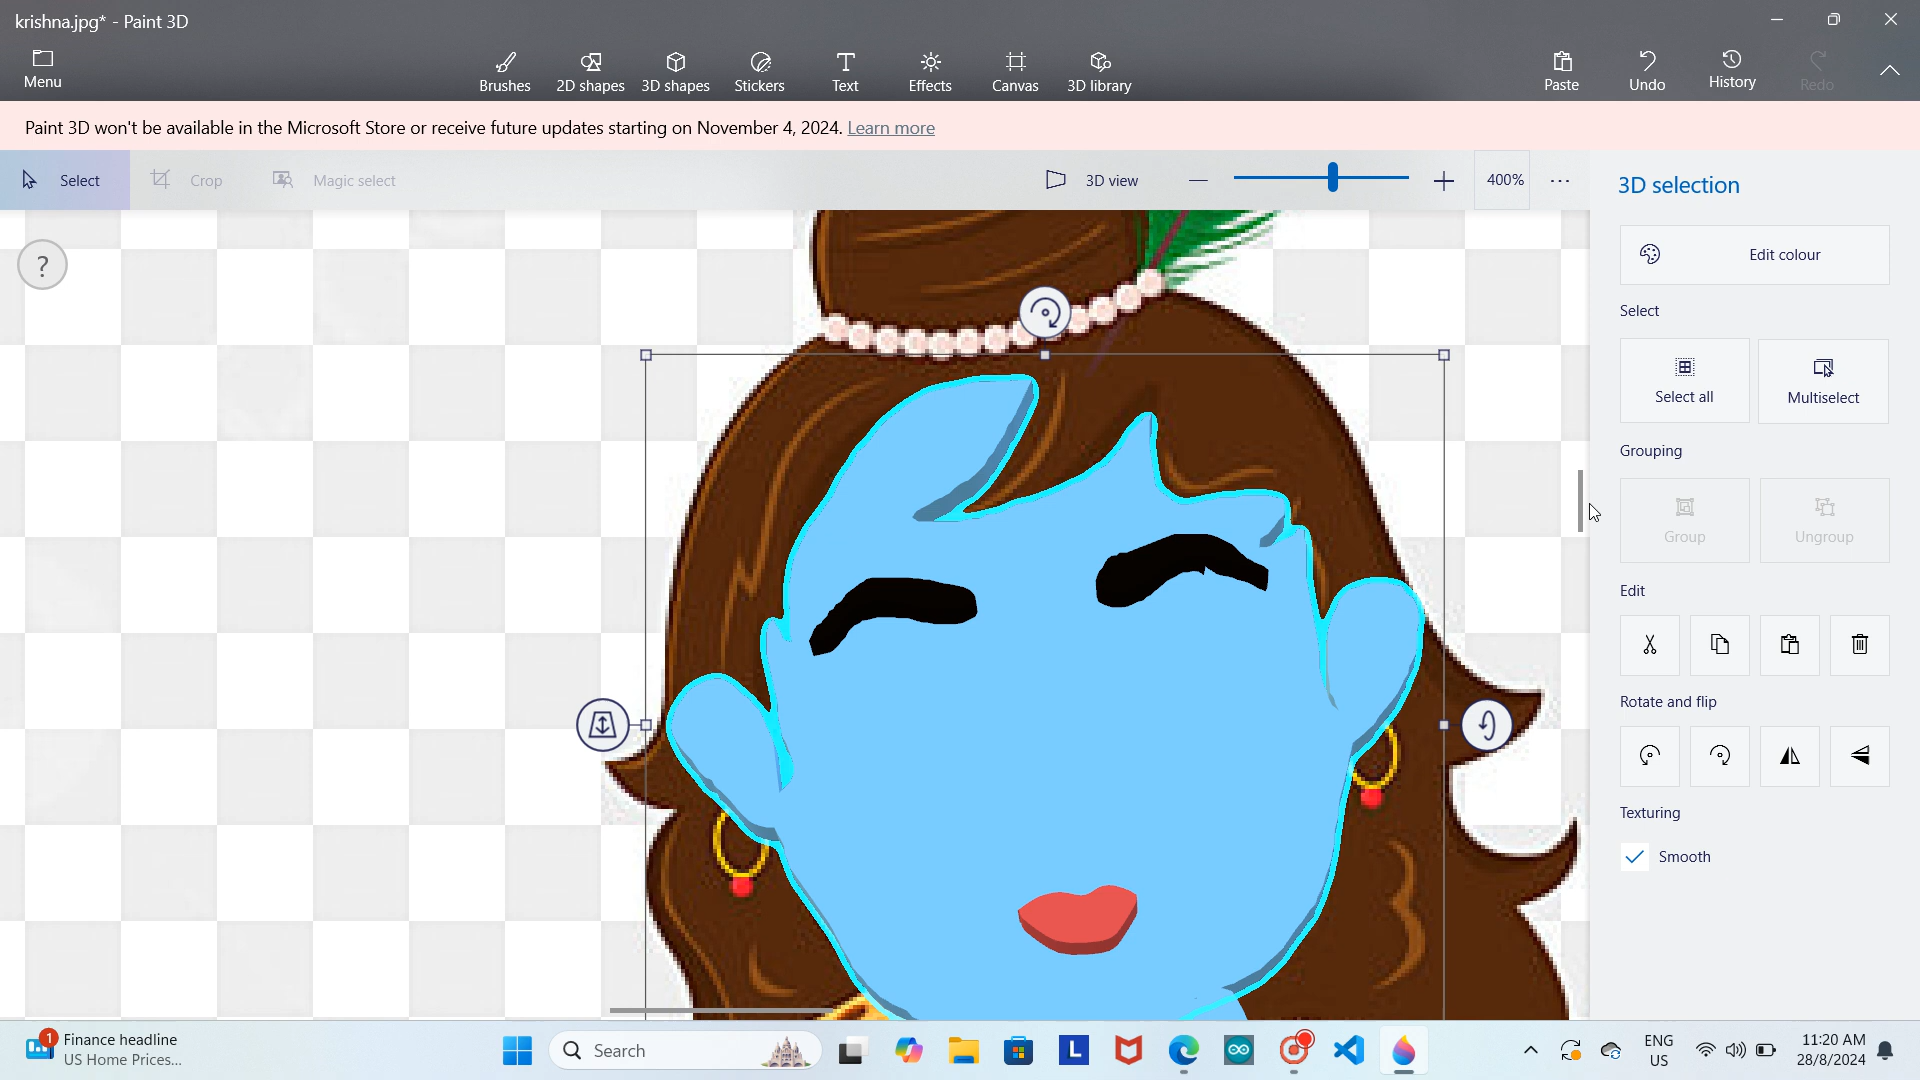 krishna.jpg* - Paint 3D
Menu
Brushes
2D shapes
3D shapes
Stickers
Text
Effects
Canvas
3D library
Paste
Undo
History
Redo
Paint 3D won't be available in the Microsoft Store or receive future updates starting on November 4, 2024. Learn more
Select
Crop
Magic select
3D view
400%
3D selection
?
Edit colour
Select
Select all
Multiselect
Grouping
Group
Ungroup
Edit
Rotate and flip
Texturing
Smooth
1
Finance headline
US Home Prices...
Search
L
ENG
US
11:20 AM
28/8/2024